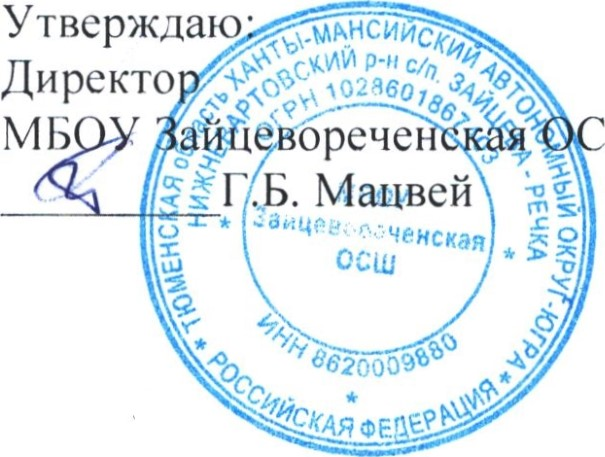 Утверждаю:
Директор
МБОУ Зайцевореченская ОС
Г.Б. Мацвей
* ТЮМЕНСКАЯ область ХАНТЫ-МАНСИЙСКИЙ АВТОНОМНЫЙ ОКРУГ-ЮГРА *
РОССИЙСКАЯ ФЕДЕРАЦИЯ
* НИЖНЕВАРТОВСКИЙ р-н с/п. ЗАЙЦЕВА - РЕЧКА *
ОГРН
Зайцевореченская
ОСШ
ИНН 8620009880
*